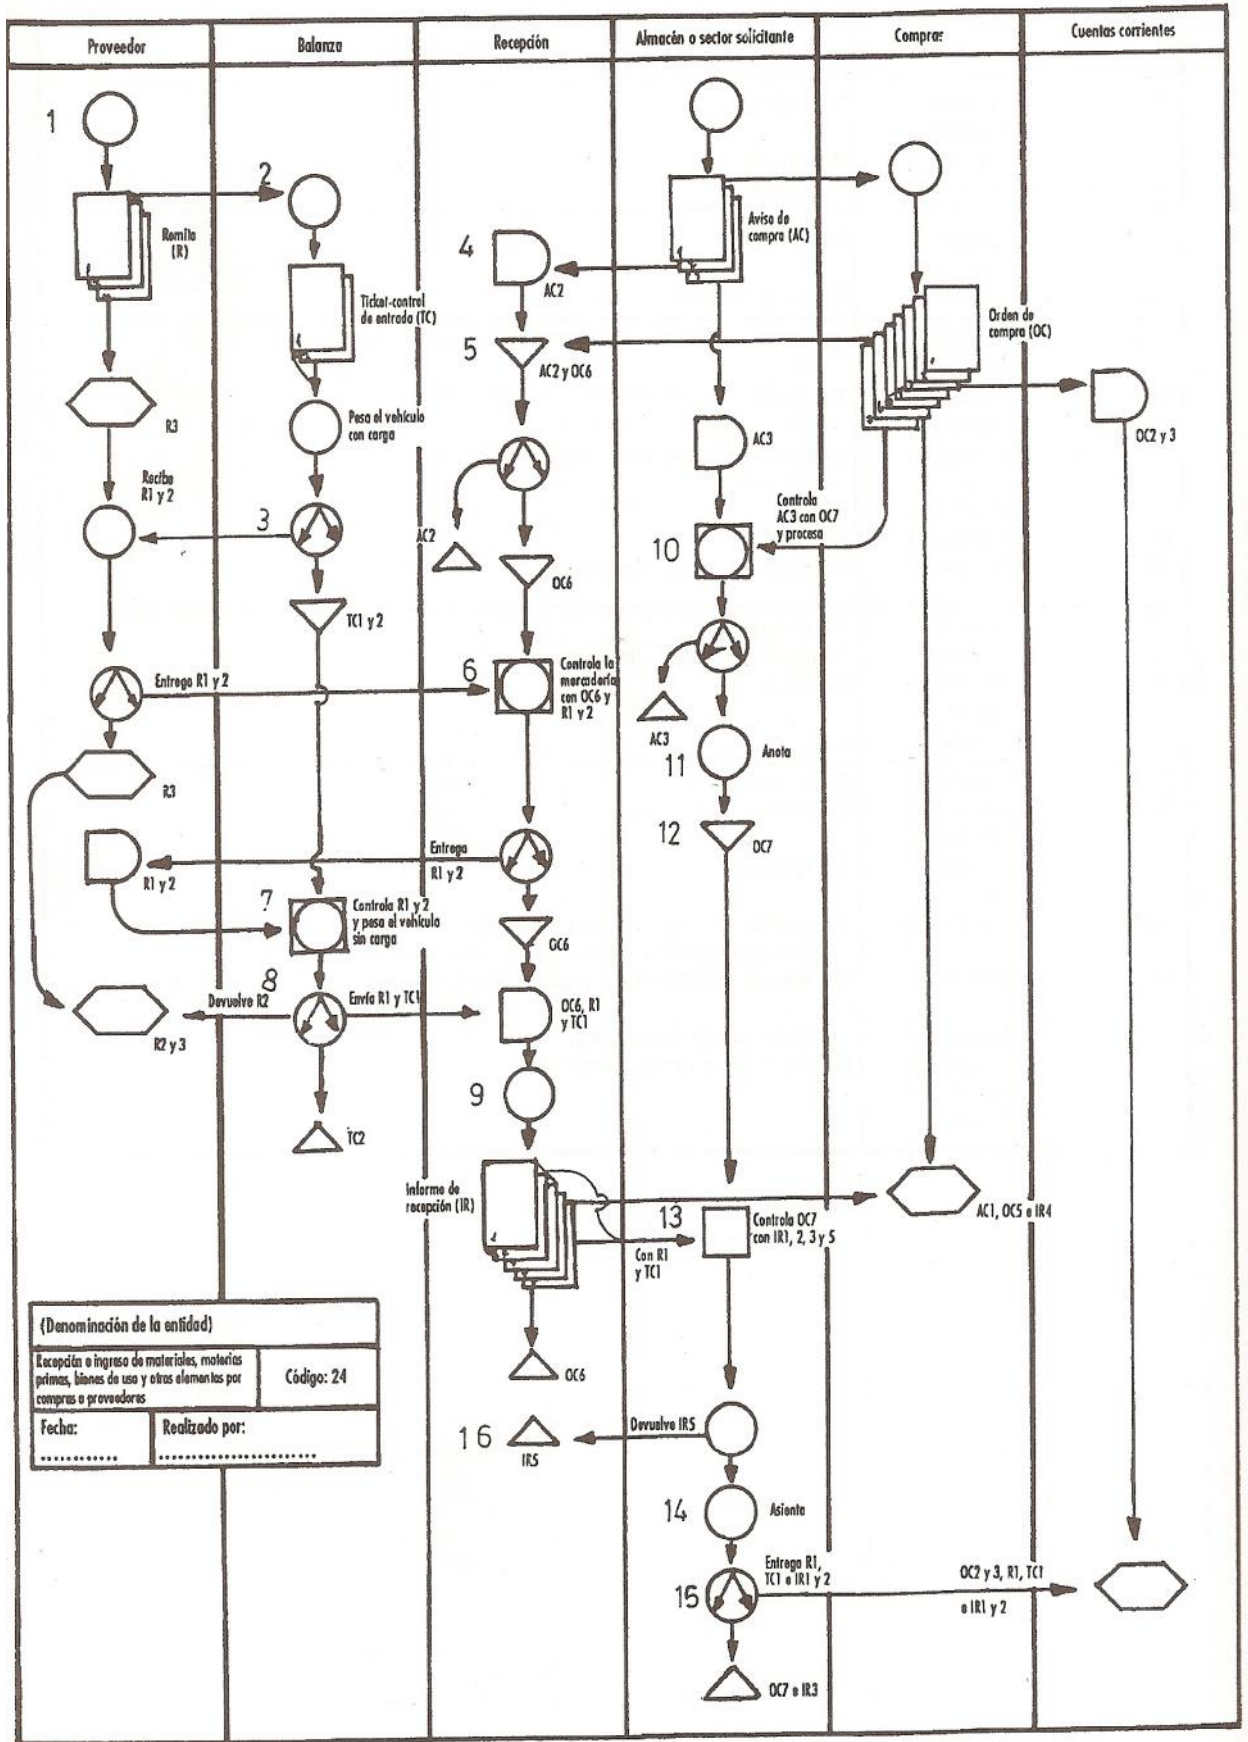 Proveedor
Balanza
Recepción
Almacén o sector solicitante
Compras
Cuentas corrientes
1
2
Remito
(R)
Ticket-control
de entrada (TC)
4
AC2
Aviso de
compra (AC)
Orden de
compra (OC)
5
AC2 y OC6
OC2 y 3
R3
Pesa el vehículo
con carga
AC3
Recibe
R1 y 2
3
AC2
OC6
Controla
AC3 con OC7
y procesa
10
TC1 y 2
Entrega R1 y 2
6
Controla la
mercadería
con OC6 y
R1 y 2
AC3
11
Anota
R3
12
OC7
Entrega
R1 y 2
R1 y 2
7
Controla R1 y 2
y pesa el vehículo
sin carga
OC6
8
Devuelve R2
Envía R1 y TC1
OC6, R1
y TC1
R2 y 3
9
TC2
Informe de
recepción (IR)
AC1, OC5 e IR4
13
Controla OC7
con IR1, 2, 3 y 5
Con R1
y TC1
OC6
(Denominación de la entidad)
Recepción e ingreso de materiales, materias
primas, bienes de uso y otros elementos por
compras a proveedores
Código: 24
Fecha:
............
Realizado por:
.......................
16
IR5
Devuelve IR5
14
Asienta
15
Entrega R1,
TC1 e IR1 y 2
OC2 y 3, R1, TC1
e IR1 y 2
OC7 e IR3